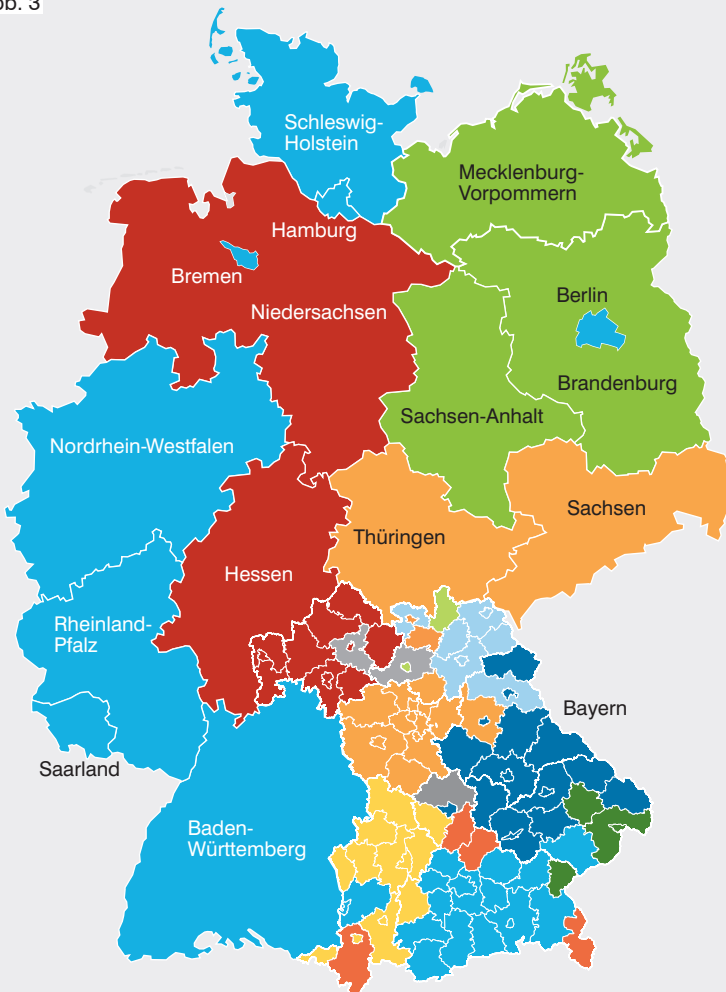 b. 3
Schleswig-
Holstein
Mecklenburg-
Vorpommern
Hamburg
Bremen
Niedersachsen
Berlin
Brandenburg
Sachsen-Anhalt
Nordrhein-Westfalen
Sachsen
Thüringen
Hessen
Rheinland-
Pfalz
Bayern
Saarland
Baden-
Württemberg